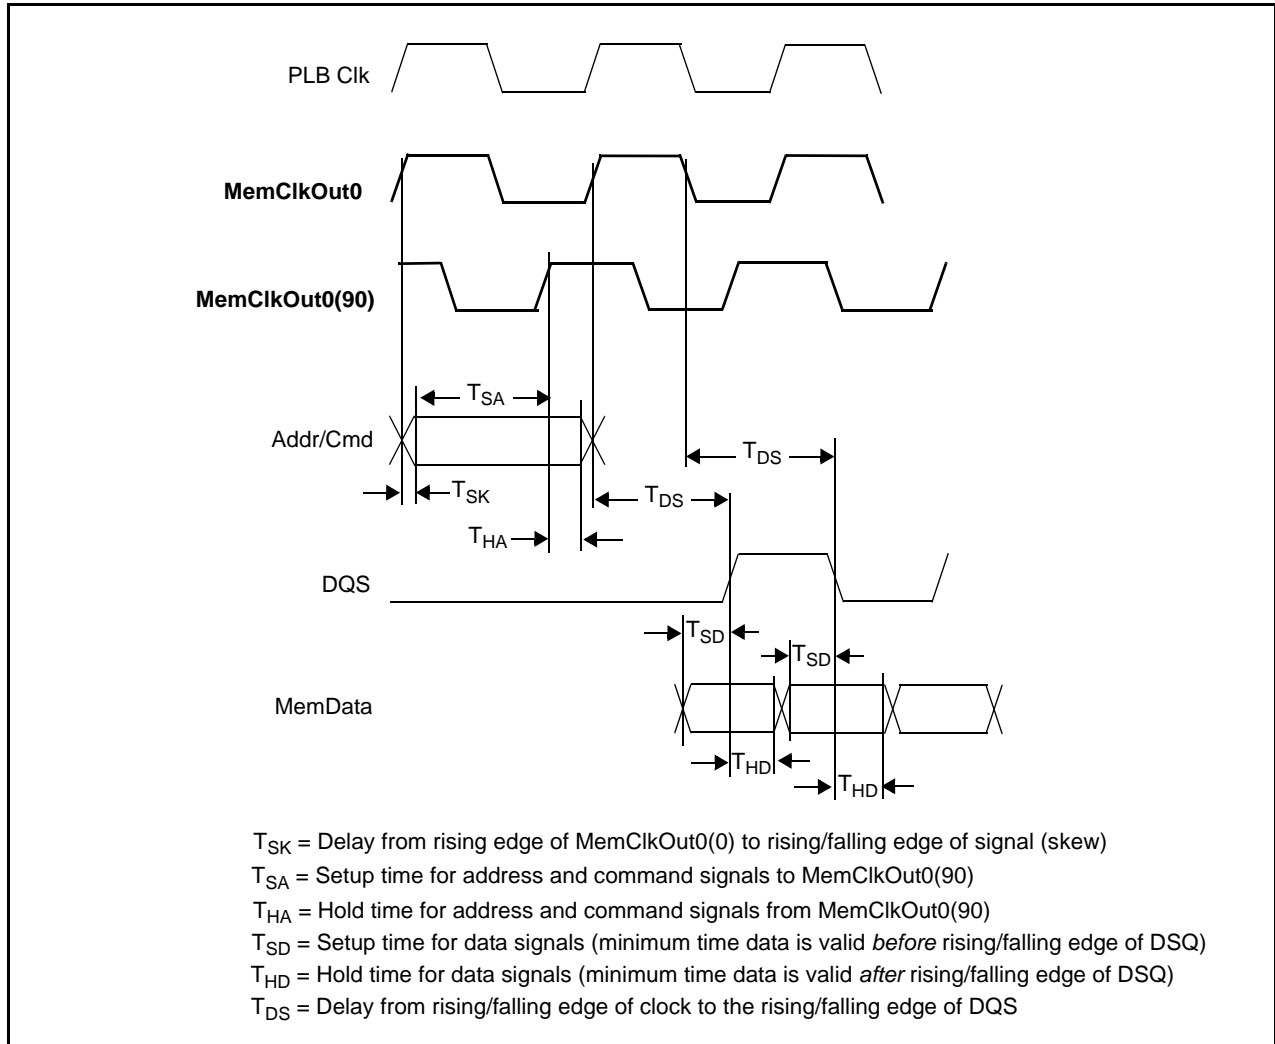 PLB Clk
MemClkOut0
MemClkOut0(90)
TSA
Addr/Cmd
TDS
TSK
TDS
THA
DQS
TSD
TSD
MemData
THD
THD
TSK = Delay from rising edge of MemClkOut0(0) to rising/falling edge of signal (skew)
TSA = Setup time for address and command signals to MemClkOut0(90)
THA = Hold time for address and command signals from MemClkOut0(90)
TSD = Setup time for data signals (minimum time data is valid before rising/falling edge of DSQ)
THD = Hold time for data signals (minimum time data is valid after rising/falling edge of DSQ)
TDS = Delay from rising/falling edge of clock to the rising/falling edge of DQS